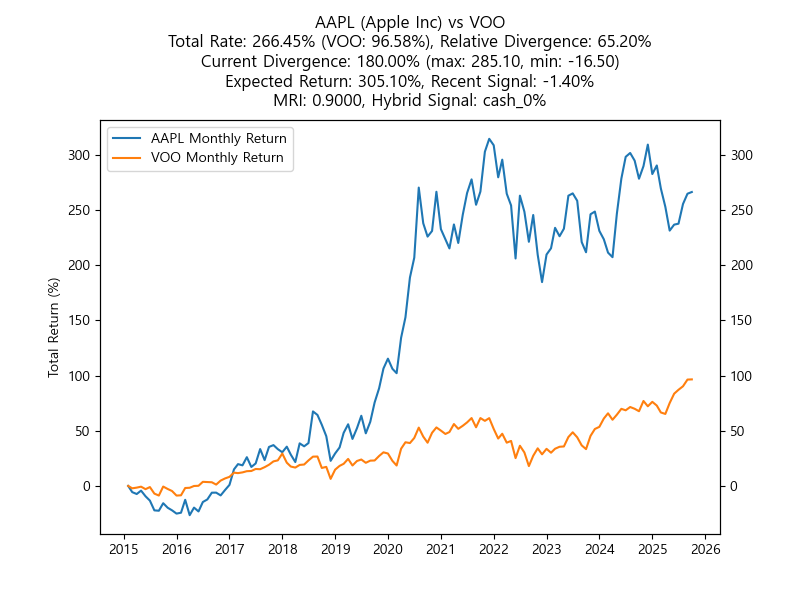 AAPL (Apple Inc) vs VOO
Total Rate: 266.45% (VOO: 96.58%), Relative Divergence: 65.20%
Current Divergence: 180.00% (max: 285.10, min: -16.50)
Expected Return: 305.10%, Recent Signal: -1.40%
MRI: 0.9000, Hybrid Signal: cash_0%
AAPL Monthly Return
VOO Monthly Return
Total Return (%)
300
250
200
150
100
50
0
300
250
200
150
100
50
0
2015 2016 2017 2018 2019 2020 2021 2022 2023 2024 2025 2026